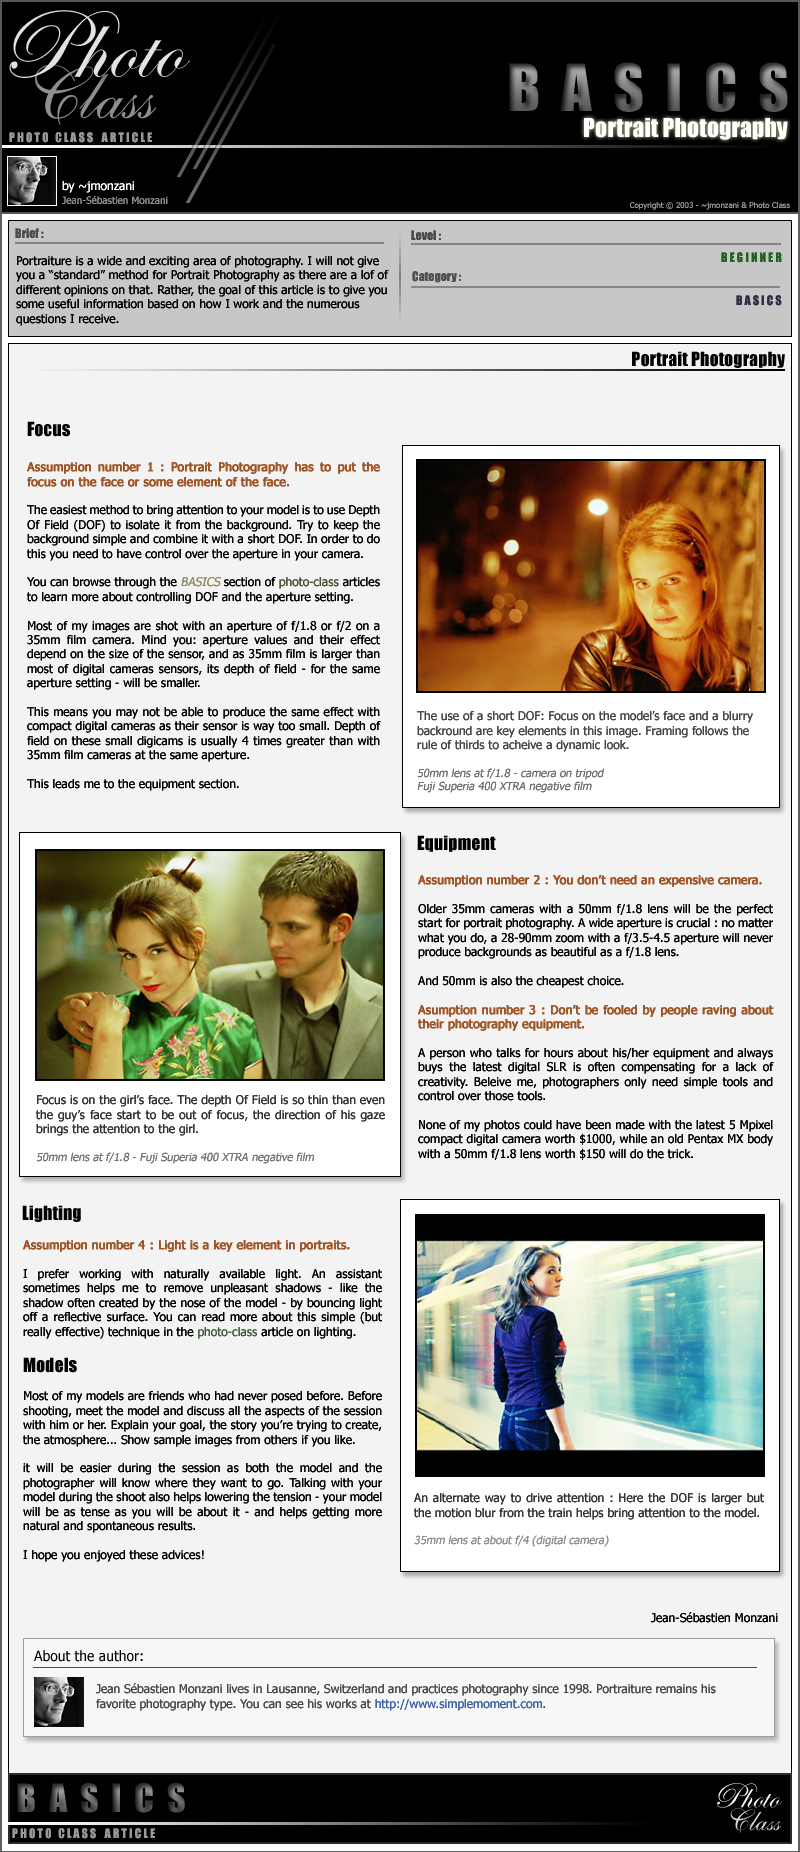 Photo
Class
PHOTO CLASS ARTICLE
BASICS
Portrait Photography
by ~jmonzani
Jean-Sébastien Monzani
Copyright © 2003 - ~jmonzani & Photo Class
Brief :
Portraiture is a wide and exciting area of photography. I will not give
you a “standard” method for Portrait Photography as there are a lof of
different opinions on that. Rather, the goal of this article is to give you
some useful information based on how I work and the numerous
questions I receive.
Level :
BEGINNER
Category :
BASICS
Portrait Photography
Focus
Assumption number 1 : Portrait Photography has to put the
focus on the face or some element of the face.
The easiest method to bring attention to your model is to use Depth
Of Field (DOF) to isolate it from the background. Try to keep the
background simple and combine it with a short DOF. In order to do
this you need to have control over the aperture in your camera.
You can browse through the BASICS section of photo-class articles
to learn more about controlling DOF and the aperture setting.
Most of my images are shot with an aperture of f/1.8 or f/2 on a
35mm film camera. Mind you: aperture values and their effect
depend on the size of the sensor, and as 35mm film is larger than
most of digital cameras sensors, its depth of field - for the same
aperture setting - will be smaller.
This means you may not be able to produce the same effect with
compact digital cameras as their sensor is way too small. Depth of
field on these small digicams is usually 4 times greater than with
35mm film cameras at the same aperture.
This leads me to the equipment section.
The use of a short DOF: Focus on the model’s face and a blurry
backround are key elements in this image. Framing follows the
rule of thirds to acheive a dynamic look.
50mm lens at f/1.8 - camera on tripod
Fuji Superia 400 XTRA negative film
Focus is on the girl’s face. The depth Of Field is so thin than even
the guy’s face start to be out of focus, the direction of his gaze
brings the attention to the girl.
50mm lens at f/1.8 - Fuji Superia 400 XTRA negative film
Equipment
Assumption number 2 : You don’t need an expensive camera.
Older 35mm cameras with a 50mm f/1.8 lens will be the perfect
start for portrait photography. A wide aperture is crucial : no matter
what you do, a 28-90mm zoom with a f/3.5-4.5 aperture will never
produce backgrounds as beautiful as a f/1.8 lens.
And 50mm is also the cheapest choice.
Asumption number 3 : Don’t be fooled by people raving about
their photography equipment.
A person who talks for hours about his/her equipment and always
buys the latest digital SLR is often compensating for a lack of
creativity. Beleive me, photographers only need simple tools and
control over those tools.
None of my photos could have been made with the latest 5 Mpixel
compact digital camera worth $1000, while an old Pentax MX body
with a 50mm f/1.8 lens worth $150 will do the trick.
Lighting
Assumption number 4 : Light is a key element in portraits.
I prefer working with naturally available light. An assistant
sometimes helps me to remove unpleasant shadows - like the
shadow often created by the nose of the model - by bouncing light
off a reflective surface. You can read more about this simple (but
really effective) technique in the photo-class article on lighting.
Models
Most of my models are friends who had never posed before. Before
shooting, meet the model and discuss all the aspects of the session
with him or her. Explain your goal, the story you’re trying to create,
the atmosphere... Show sample images from others if you like.
it will be easier during the session as both the model and the
photographer will know where they want to go. Talking with your
model during the shoot also helps lowering the tension - your model
will be as tense as you will be about it - and helps getting more
natural and spontaneous results.
I hope you enjoyed these advices!
An alternate way to drive attention : Here the DOF is larger but
the motion blur from the train helps bring attention to the model.
35mm lens at about f/4 (digital camera)
Jean-Sébastien Monzani
About the author:
Jean Sébastien Monzani lives in Lausanne, Switzerland and practices photography since 1998. Portraiture remains his
favorite photography type. You can see his works at http://www.simplemoment.com.
BASICS
PHOTO CLASS ARTICLE
Photo
Class